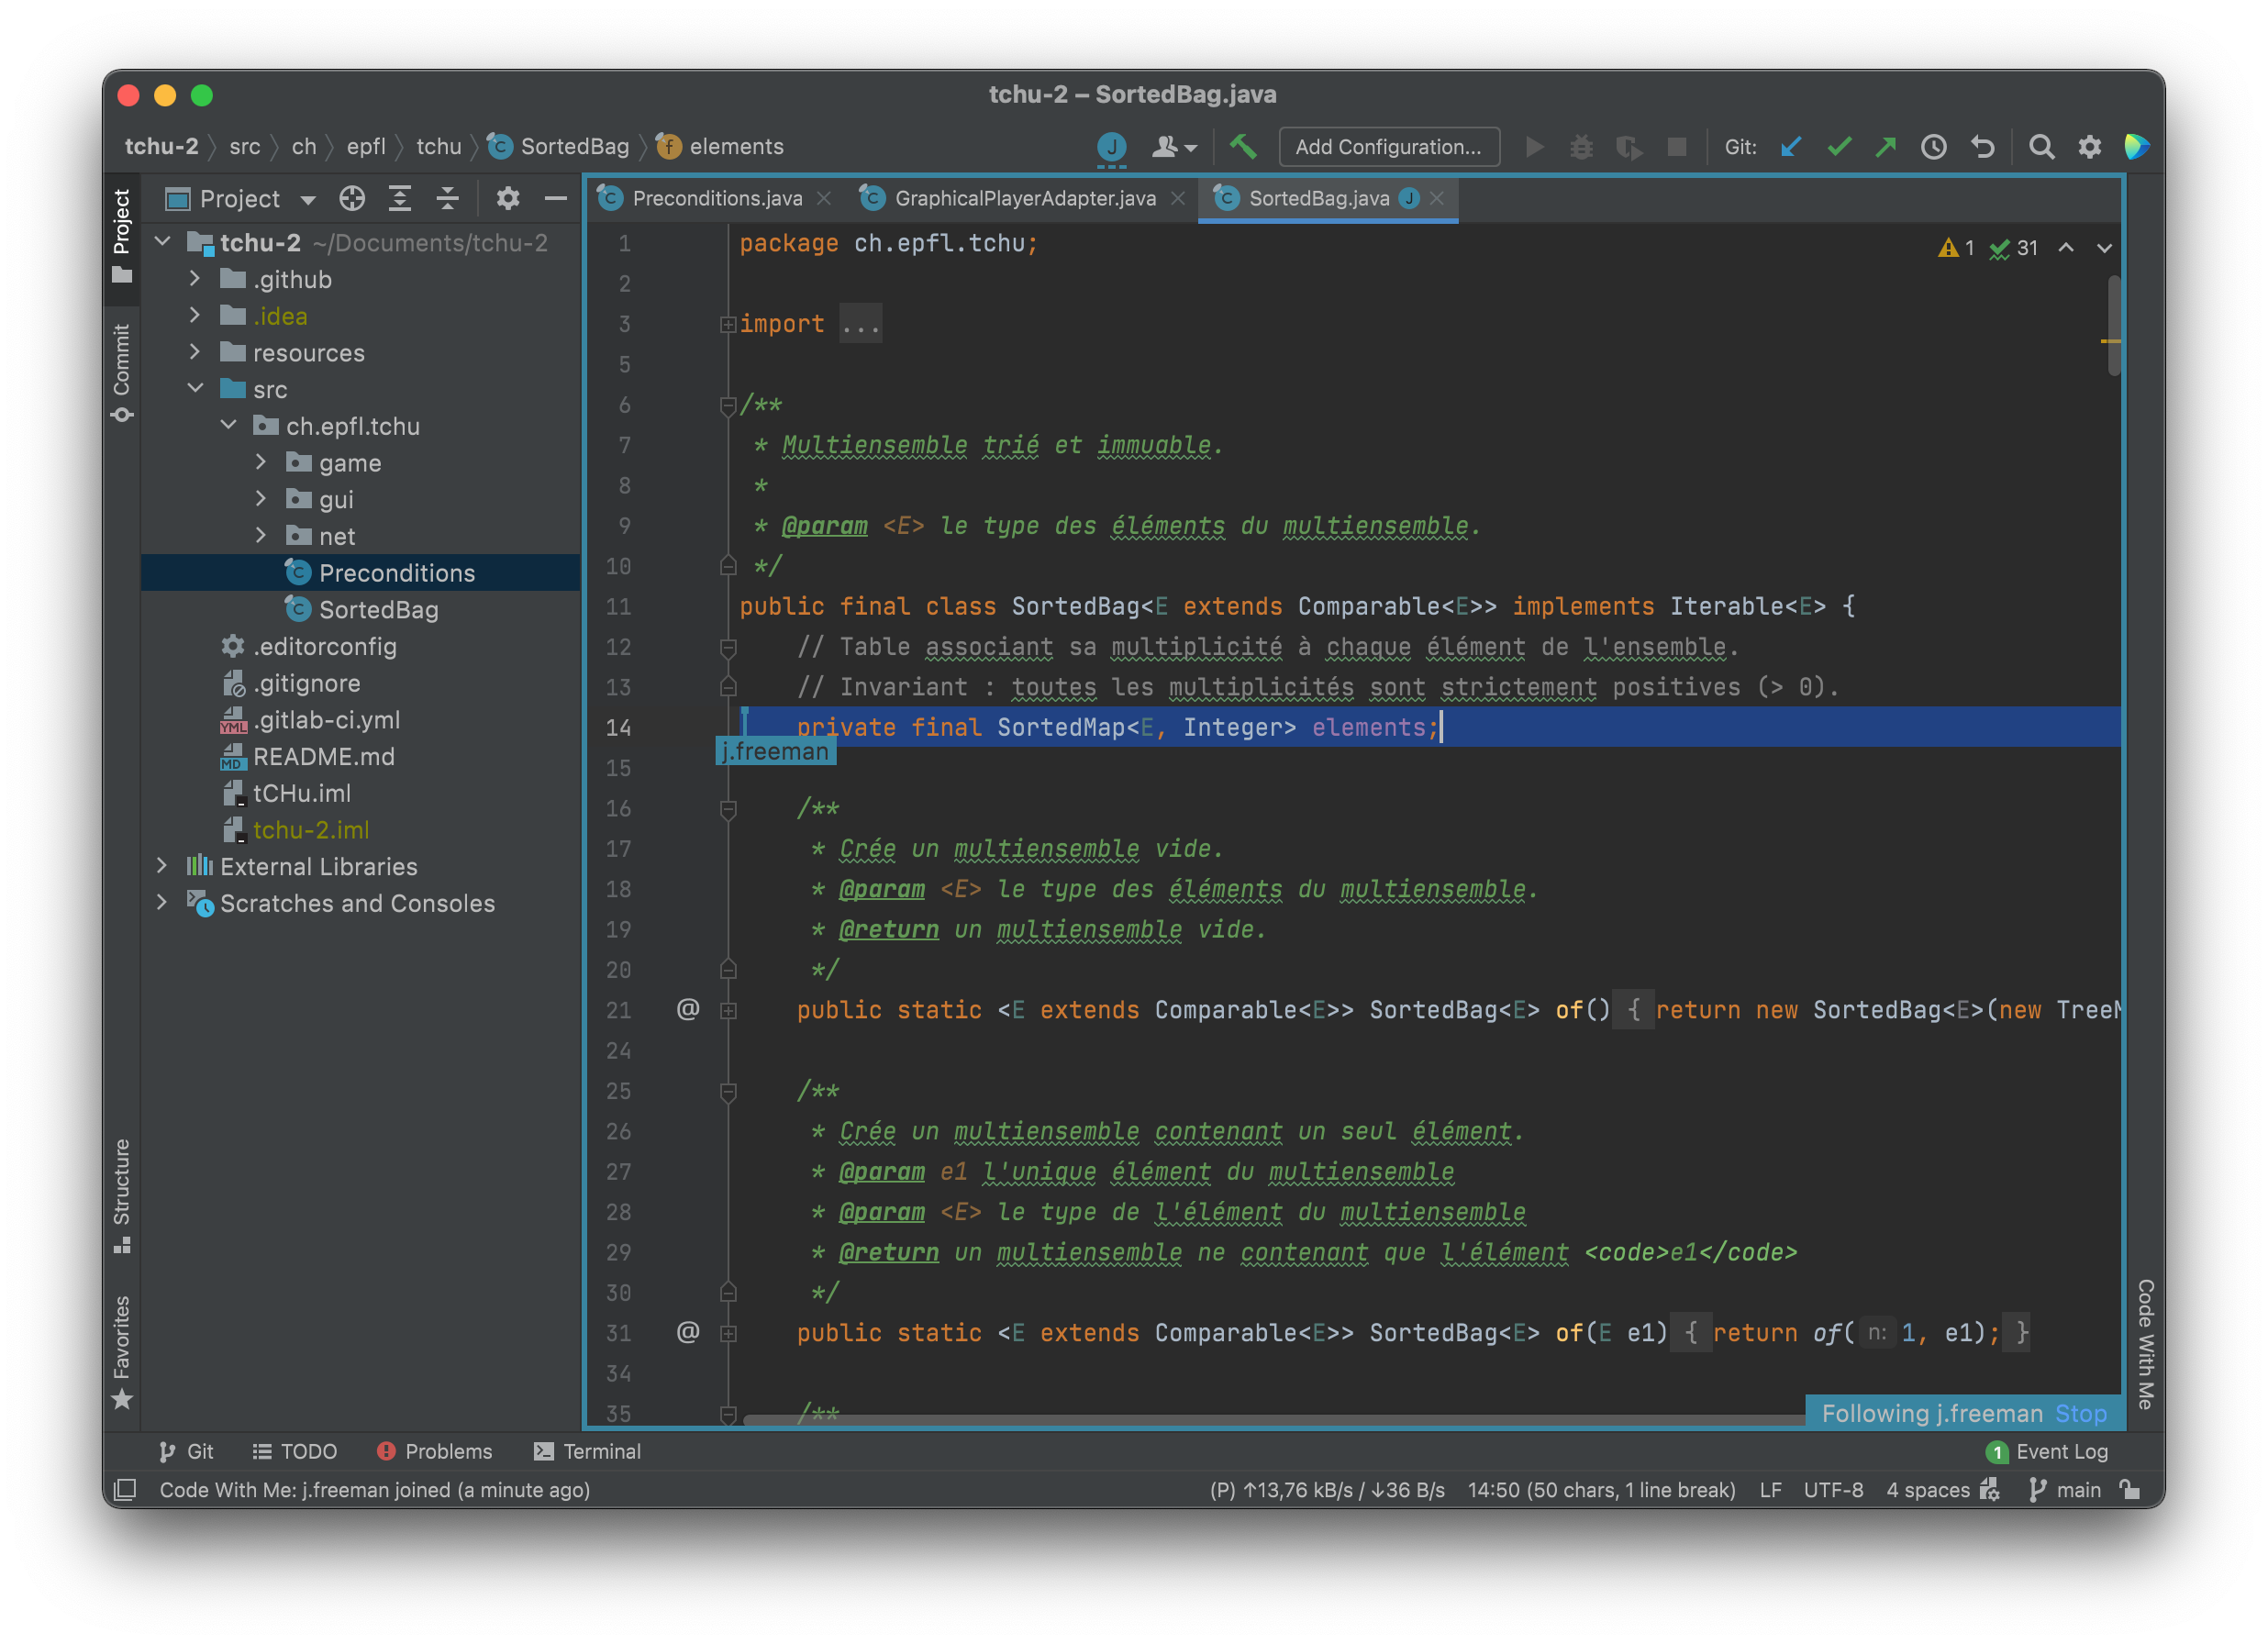 tchu-2 – SortedBag.java
tchu-2 src ch epfl tchu SortedBag elements
J Add Configuration... Git:
Project
Preconditions.java GraphicalPlayerAdapter.java SortedBag.java J
Project
Commit
Structure
Favorites
tchu-2 ~/Documents/tchu-2
.github
.idea
resources
src
ch.epfl.tchu
game
gui
net
Preconditions
SortedBag
.editorconfig
.gitignore
.gitlab-ci.yml
README.md
tCHu.iml
tchu-2.iml
External Libraries
Scratches and Consoles
1 31
1 package ch.epfl.tchu;
2
3 import ...
5
6 /**
7 * Multiensemble trié et immuable.
8 *
9 * @param <E> le type des éléments du multiensemble.
10 */
11 public final class SortedBag<E extends Comparable<E>> implements Iterable<E> {
12 // Table associant sa multiplicité à chaque élément de l'ensemble.
13 // Invariant : toutes les multiplicités sont strictement positives (> 0).
14 private final SortedMap<E, Integer> elements;
j.freeman
15
16 /**
17 * Crée un multiensemble vide.
18 * @param <E> le type des éléments du multiensemble.
19 * @return un multiensemble vide.
20 */
21 @ public static <E extends Comparable<E>> SortedBag<E> of() { return new SortedBag<E>(new TreeM
24
25 /**
26 * Crée un multiensemble contenant un seul élément.
27 * @param e1 l'unique élément du multiensemble
28 * @param <E> le type de l'élément du multiensemble
29 * @return un multiensemble ne contenant que l'élément <code>e1</code>
30 */
31 @ public static <E extends Comparable<E>> SortedBag<E> of(E e1) { return of( n: 1, e1); }
34
35 /**
Following j.freeman Stop
Code With Me
Git TODO Problems Terminal 1 Event Log
Code With Me: j.freeman joined (a minute ago) (P) ↑13,76 kB/s / ↓36 B/s 14:50 (50 chars, 1 line break) LF UTF-8 4 spaces main